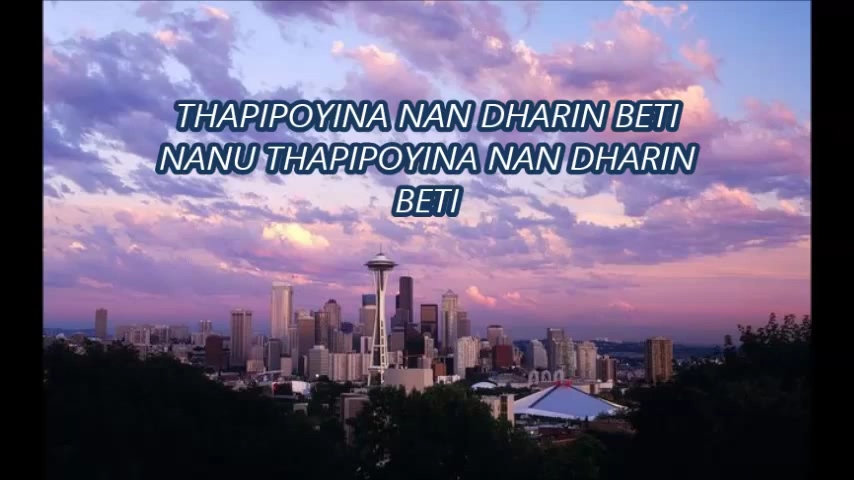 THAPIPOYINA NAN DHARIN BETI
NANU THAPIPOYINA NAN DHARIN
BETI